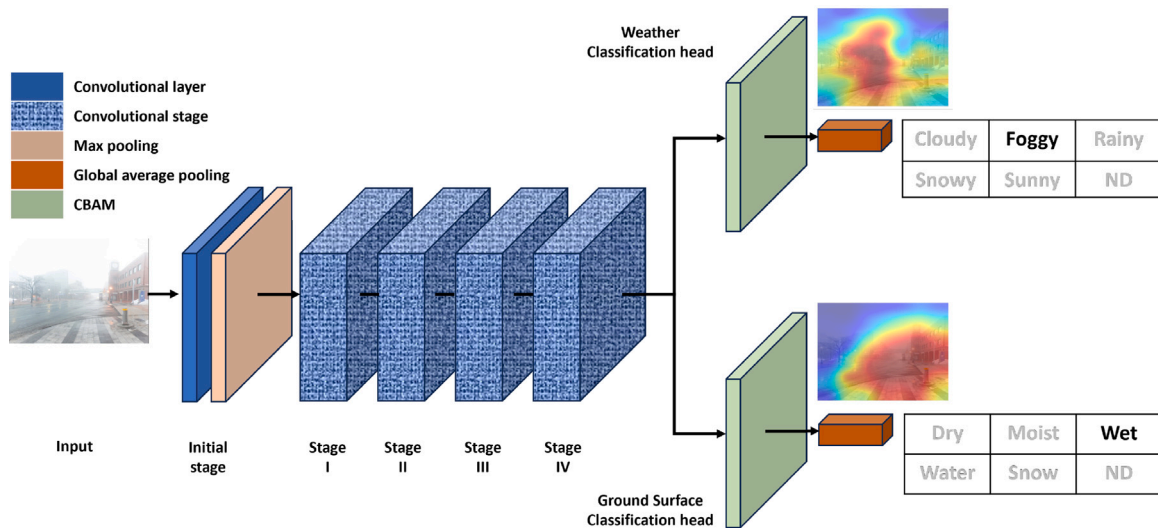 Weather
Classification head
Convolutional layer
Convolutional stage
Max pooling
Global average pooling
CBAM
Cloudy Foggy Rainy
Snowy Sunny ND
Input
Initial
stage
Stage
I
Stage
II
Stage
III
Stage
IV
Dry Moist Wet
Water Snow ND
Ground Surface
Classification head